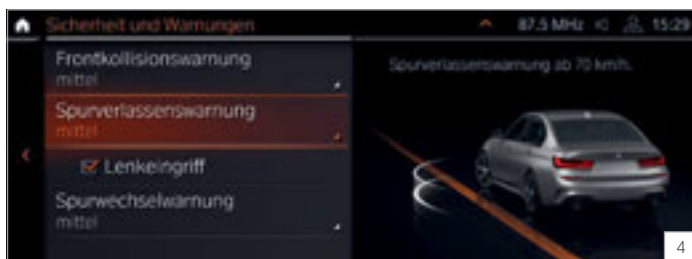 Sicherheit und Warnungen
87.5 MHz 15:29
Frontkollisionswarnung
mittel
Spurverlassenswarnung
mittel
Lenkeingriff
Spurwechselwarnung
mittel
Spurverlassenswarnung ab 70 km/h.
4